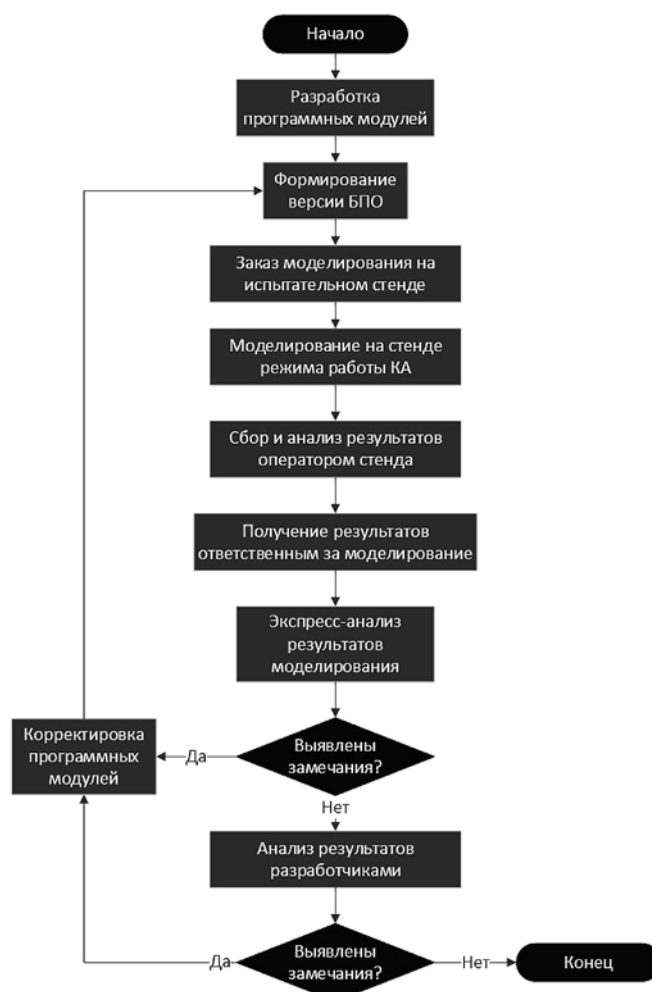 Начало
Разработка
программных модулей
Формирование
версии БПО
Заказ моделирования на
испытательном стенде
Моделирование на стенде
режима работы КА
Сбор и анализ результатов
оператором стенда
Получение результатов
ответственным за моделирование
Экспресс-анализ
результатов
моделирования
Корректировка
программных
модулей
Да
Выявлены
замечания?
Нет
Анализ результатов
разработчиками
Да
Выявлены
замечания?
Нет
Конец